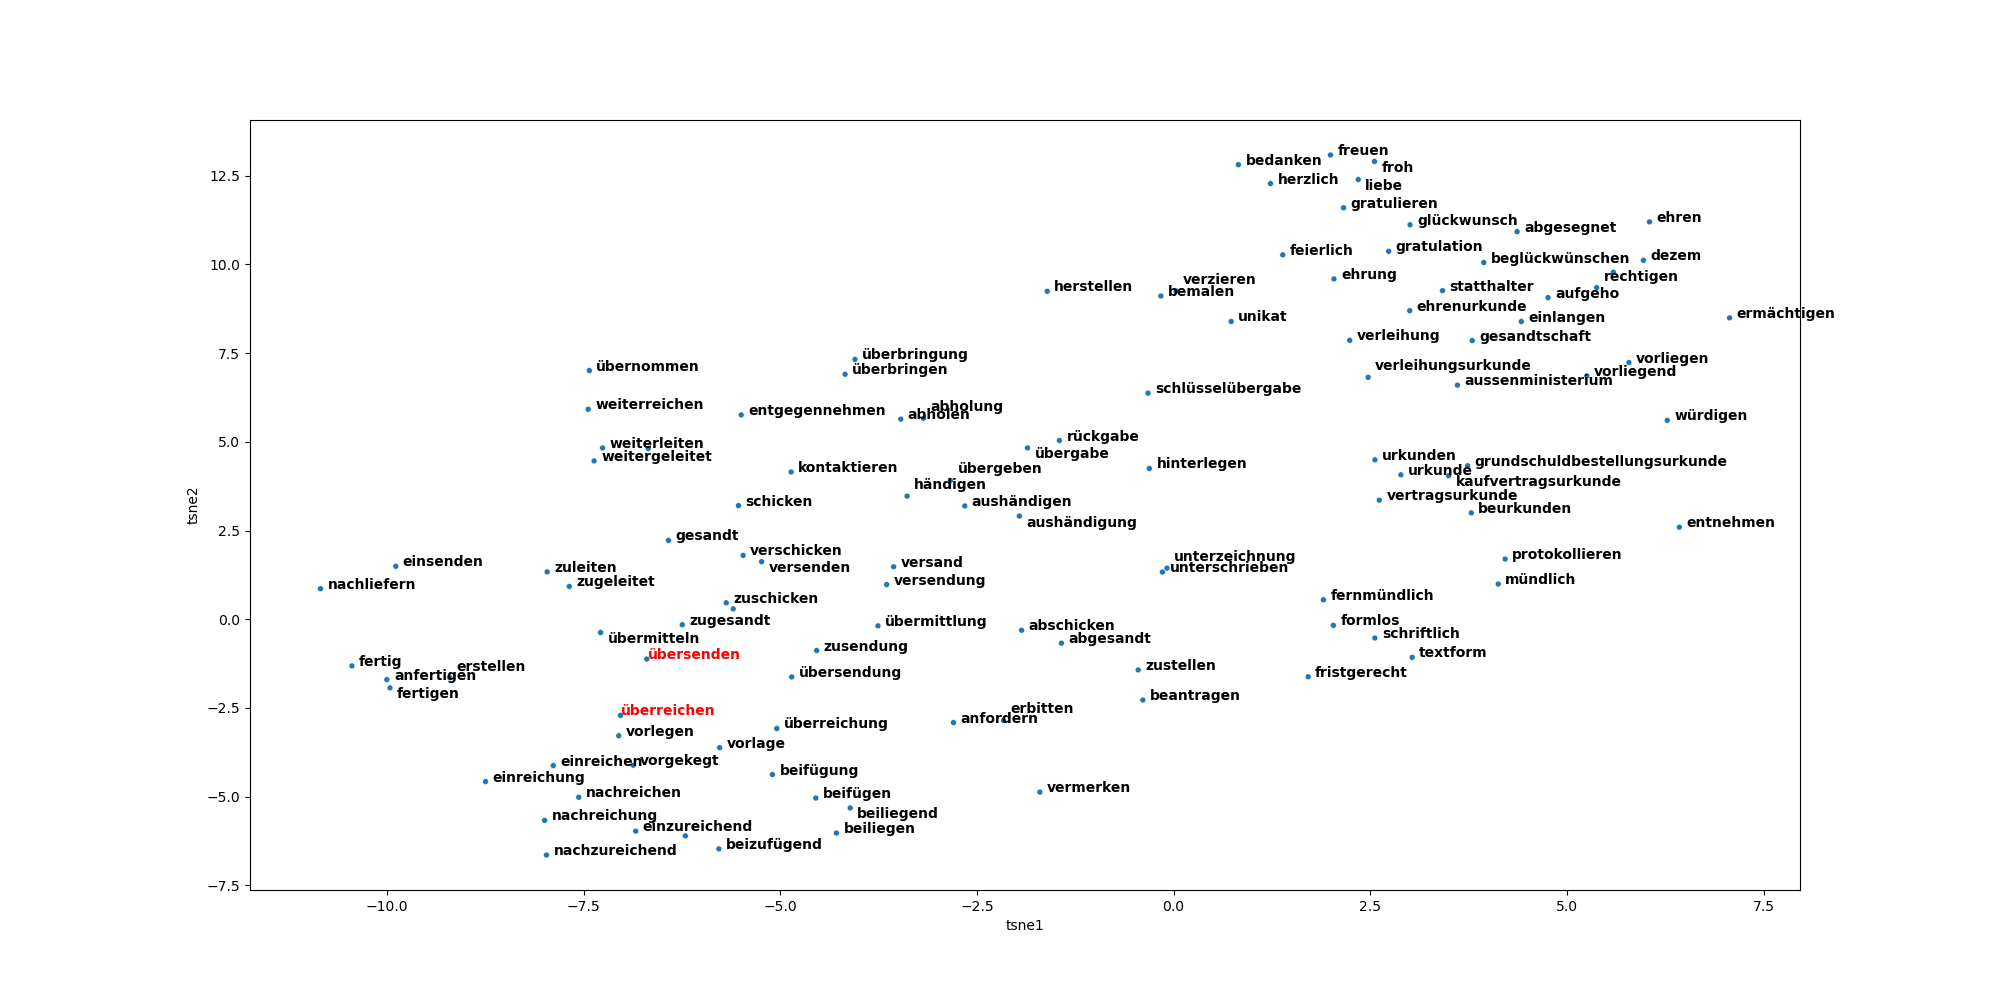 freuen
bedanken
froh
herzlich
liebe
gratulieren
glückwunsch
ehren
abgesegnet
gratulation
feierlich
dezem
beglückwünschen
ehrung
rechtigen
verzieren
herstellen
statthalter
bemalen
aufgeho
ehrenurkunde
ermächtigen
unikat
einlangen
verleihung
gesandtschaft
überbringung
vorliegen
übernommen
verleihungsurkunde
überbringen
vorliegend
aussenministerium
schlüsselübergabe
weiterreichen
abholung
entgegennehmen
abholen
würdigen
rückgabe
weiterleiten
übergabe
weitergeleitet
urkunden
grundschuldbestellungsurkunde
hinterlegen
kontaktieren
übergeben
urkunde
kaufvertragsurkunde
händigen
vertragsurkunde
schicken
aushändigen
beurkunden
aushändigung
entnehmen
gesandt
verschicken
unterzeichnung
protokollieren
einsenden
versand
zuleiten
versenden
unterschrieben
zugeleitet
versendung
mündlich
nachliefern
fernmündlich
zuschicken
zugesandt
übermittlung
formlos
abschicken
schriftlich
übermitteln
abgesandt
zusendung
übersenden
textform
fertig
erstellen
zustellen
anfertigen
übersendung
fristgerecht
fertigen
beantragen
überreichen
erbitten
anfordern
überreichung
vorlegen
vorlage
einreichen
vorgekegt
beifügung
einreichung
nachreichen
beifügen
vermerken
nachreichung
beiliegend
einzureichend
beiliegen
beizufügend
nachzureichend
12.5
10.0
7.5
5.0
2.5
0.0
−2.5
−5.0
−7.5
tsne2
−10.0 −7.5 −5.0 −2.5 0.0 2.5 5.0 7.5
tsne1